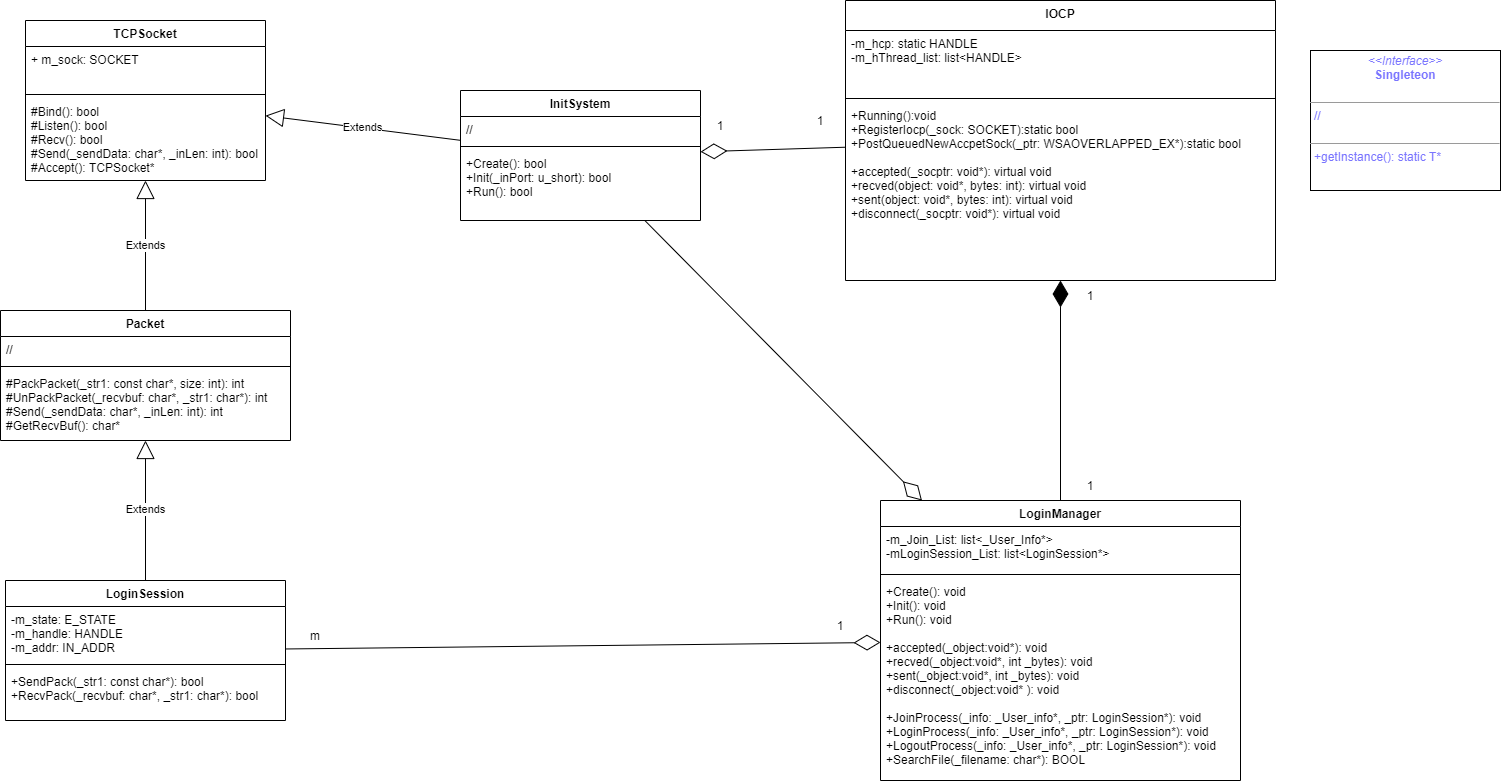 TCPSocket
+ m_sock: SOCKET
#Bind(): bool
#Listen(): bool
#Recv(): bool
#Send(_sendData: char*, _inLen: int): bool
#Accept(): TCPSocket*
Extends
InitSystem
//
+Create(): bool
+Init(_inPort: u_short): bool
+Run(): bool
1
1
IOCP
-m_hcp: static HANDLE
-m_hThread_list: list<HANDLE>
+Running():void
+RegisterIocp(_sock: SOCKET):static bool
+PostQueuedNewAccpetSock(_ptr: WSAOVERLAPPED_EX*):static bool
+accepted(_socptr: void*): virtual void
+recved(object: void*, bytes: int): virtual void
+sent(object: void*, bytes: int): virtual void
+disconnect(_socptr: void*): virtual void
<<Interface>>
Singleteon
//
+getInstance(): static T*
Extends
1
Packet
//
#PackPacket(_str1: const char*, size: int): int
#UnPackPacket(_recvbuf: char*, _str1: char*): int
#Send(_sendData: char*, _inLen: int): int
#GetRecvBuf(): char*
Extends
1
LoginSession
-m_state: E_STATE
-m_handle: HANDLE
-m_addr: IN_ADDR
+SendPack(_str1: const char*): bool
+RecvPack(_recvbuf: char*, _str1: char*): bool
m
1
LoginManager
-m_Join_List: list<_User_Info*>
-mLoginSession_List: list<LoginSession*>
+Create(): void
+Init(): void
+Run(): void
+accepted(_object:void*): void
+recved(_object:void*, int _bytes): void
+sent(_object:void*, int _bytes): void
+disconnect(_object:void* ): void
+JoinProcess(_info: _User_info*, _ptr: LoginSession*): void
+LoginProcess(_info: _User_info*, _ptr: LoginSession*): void
+LogoutProcess(_info: _User_info*, _ptr: LoginSession*): void
+SearchFile(_filename: char*): BOOL